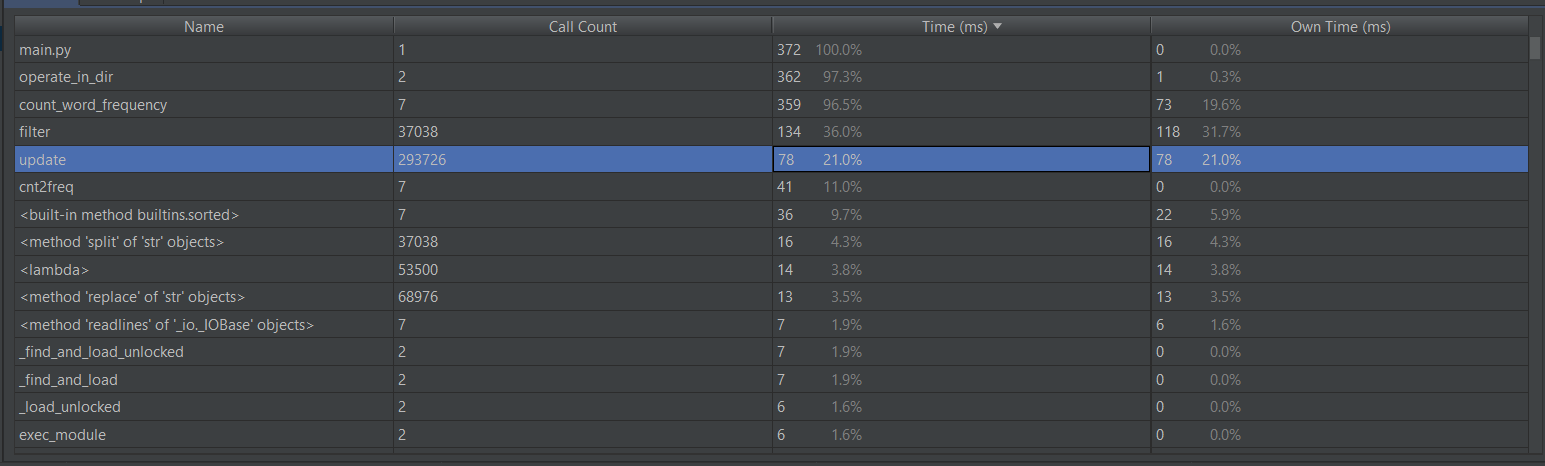 Name Call Count Time (ms) Own Time (ms)
main.py 1 372 100.0% 0 0.0%
operate_in_dir 2 362 97.3% 1 0.3%
count_word_frequency 7 359 96.5% 73 19.6%
filter 37038 134 36.0% 118 31.7%
update 293726 78 21.0% 78 21.0%
cnt2freq 7 41 11.0% 0 0.0%
<built-in method builtins.sorted> 7 36 9.7% 22 5.9%
<method 'split' of 'str' objects> 37038 16 4.3% 16 4.3%
<lambda> 53500 14 3.8% 14 3.8%
<method 'replace' of 'str' objects> 68976 13 3.5% 13 3.5%
<method 'readlines' of '_io._IOBase' objects> 7 7 1.9% 6 1.6%
_find_and_load_unlocked 2 7 1.9% 0 0.0%
_find_and_load 2 7 1.9% 0 0.0%
_load_unlocked 2 6 1.6% 0 0.0%
exec_module 2 6 1.6% 0 0.0%